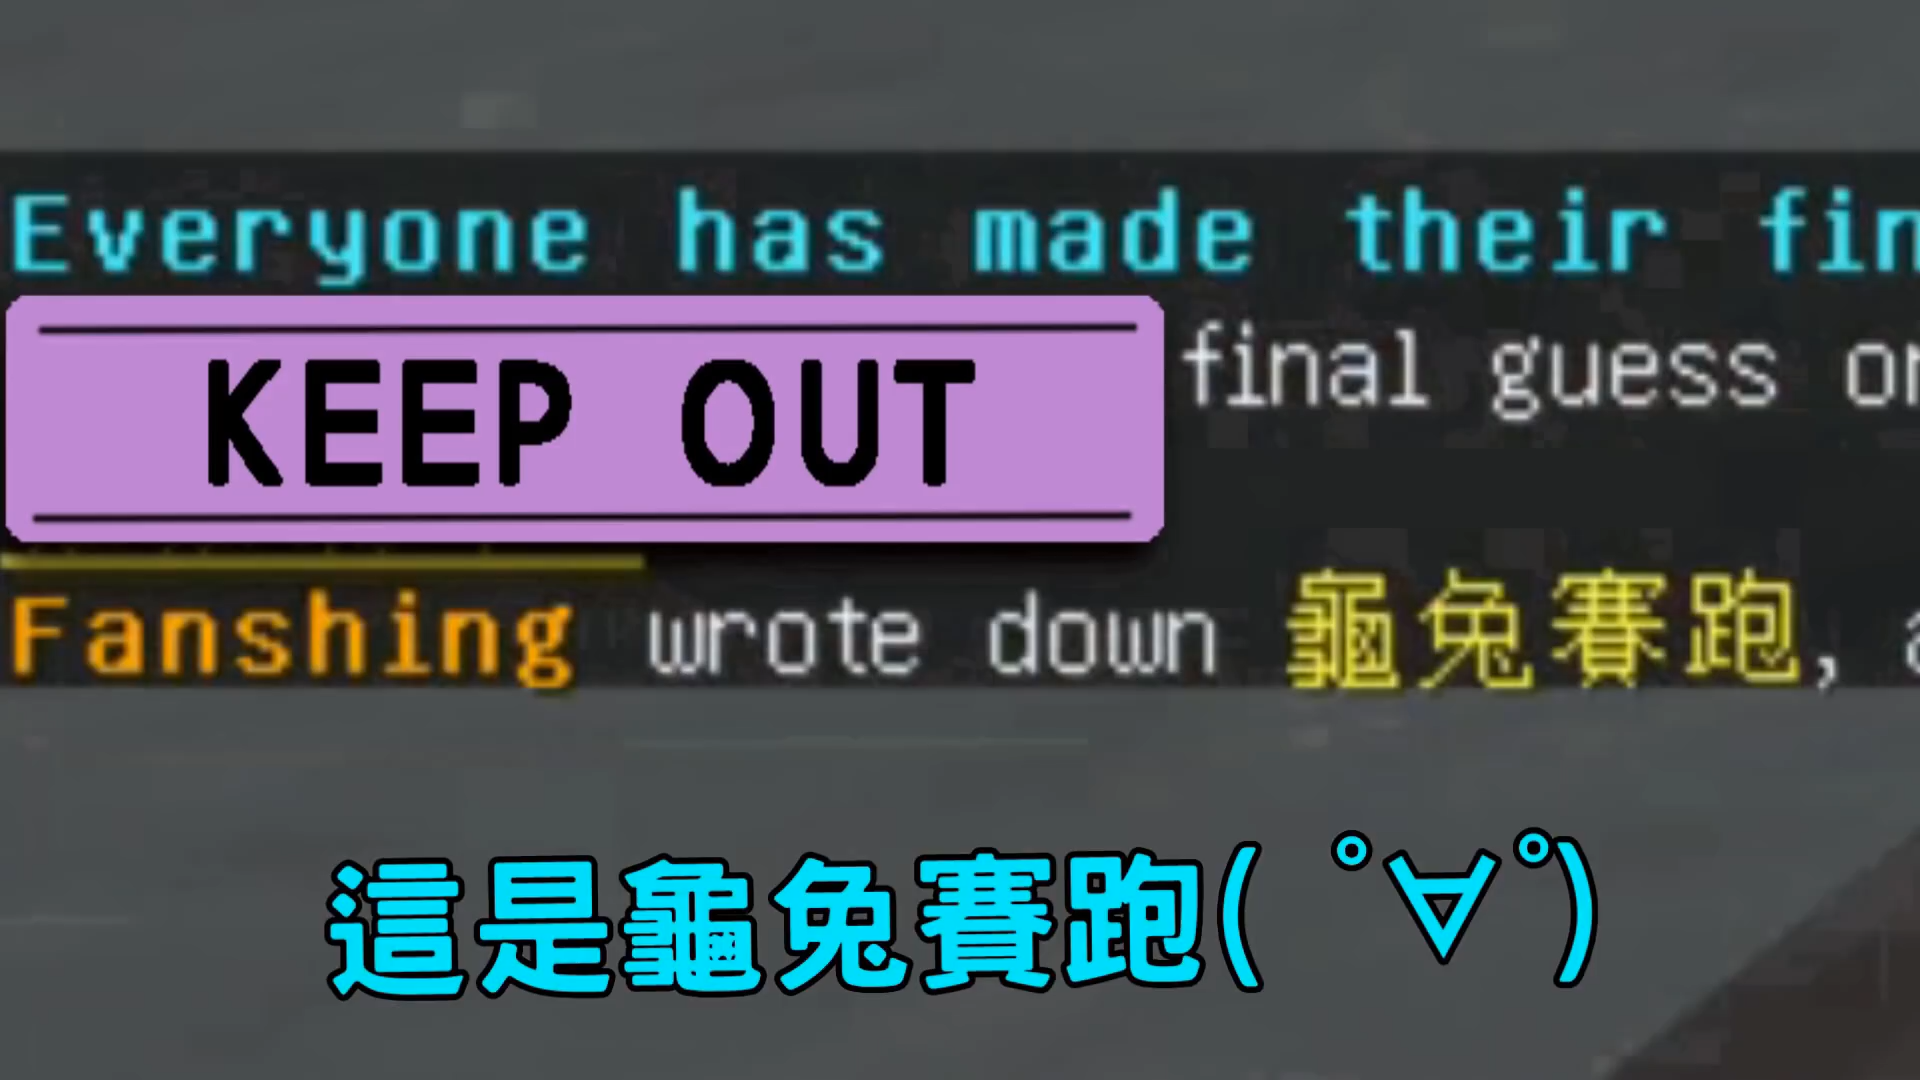 Everyone has made their fin
KEEP OUT
final guess or
Fanshing wrote down 龜兔賽跑,
這是龜兔賽跑( ﾟ∀ﾟ)